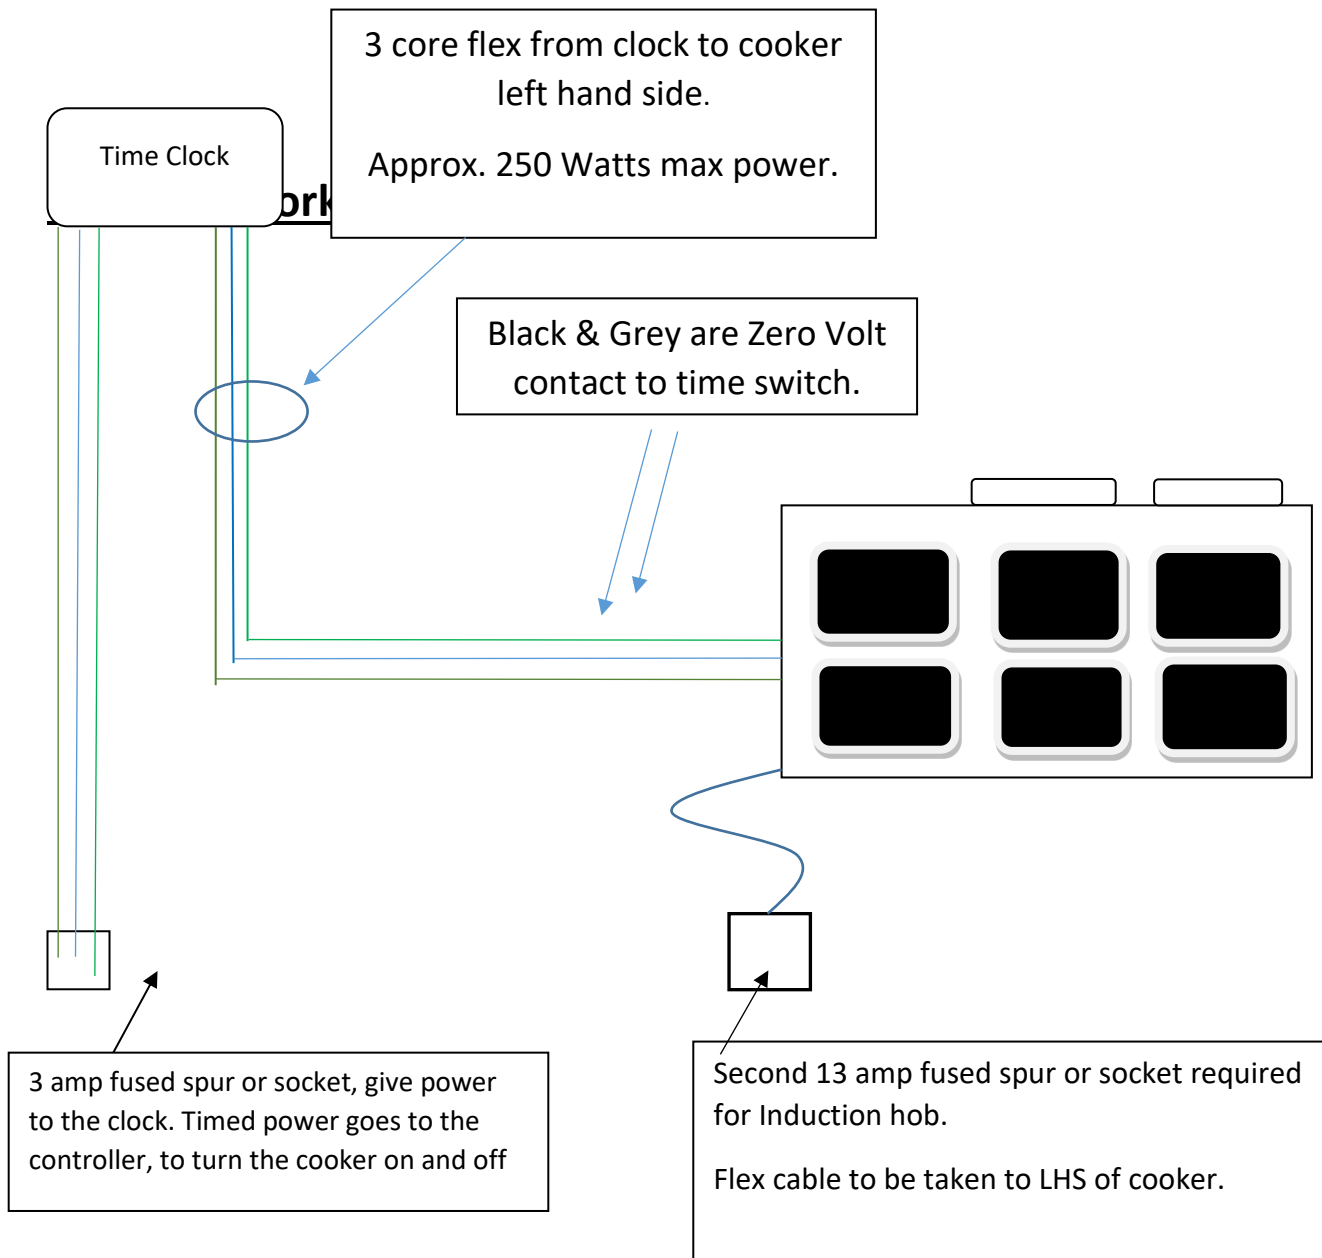 3 core flex from clock to cooker
left hand side.
Approx. 250 Watts max power.
Time Clock
Black & Grey are Zero Volt
contact to time switch.
3 amp fused spur or socket, give power
to the clock. Timed power goes to the
controller, to turn the cooker on and off
Second 13 amp fused spur or socket required
for Induction hob.
Flex cable to be taken to LHS of cooker.